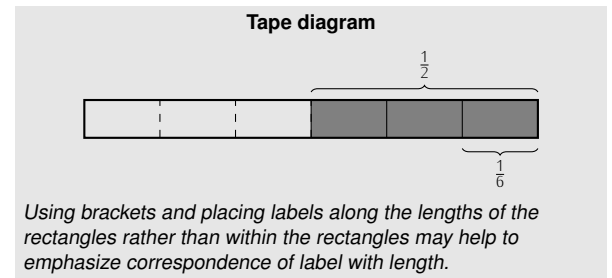 Tape diagram
1/2
1/6
Using brackets and placing labels along the lengths of the
rectangles rather than within the rectangles may help to
emphasize correspondence of label with length.